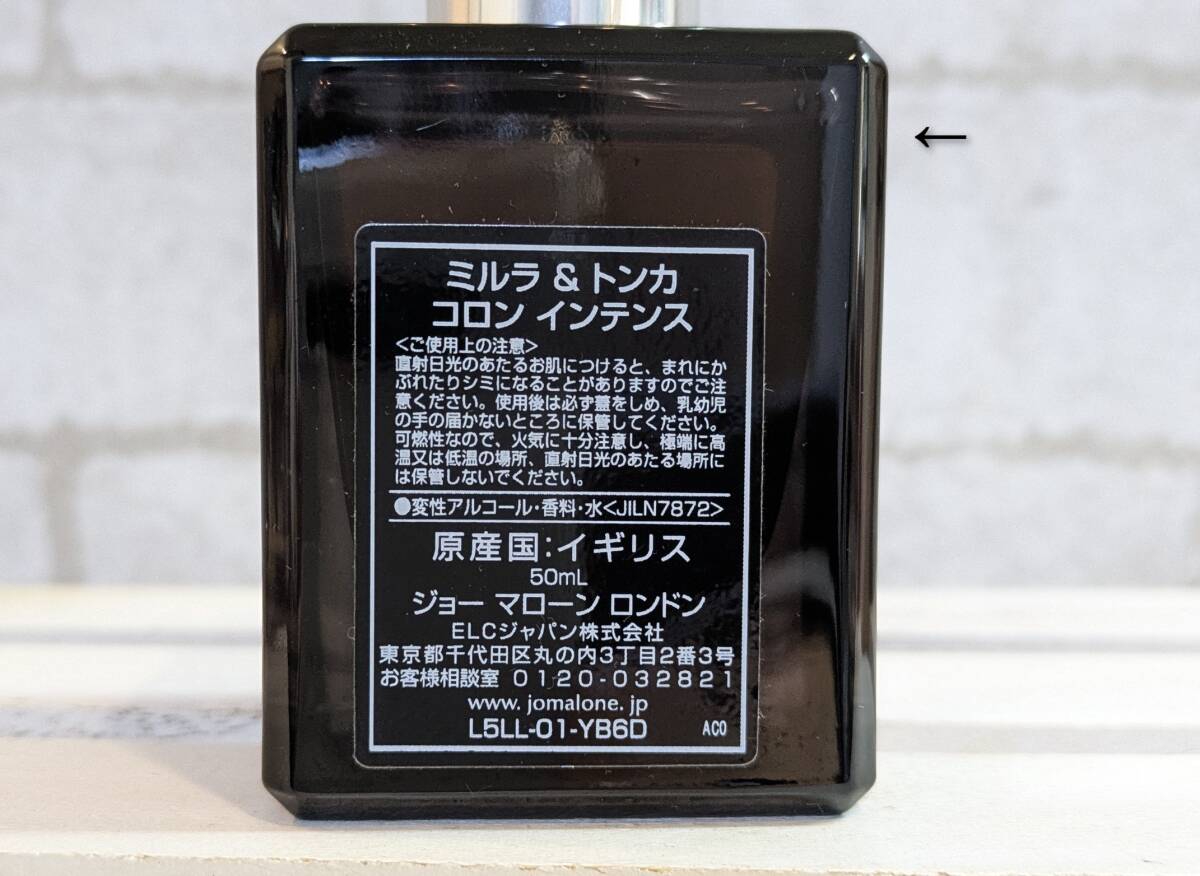 ミルラ & トンカ
コロン インテンス
<ご使用上の注意>
直射日光のあたるお肌につけると、まれにか
ぶれたりシミになることがありますのでご注
意ください。使用後は必ず蓋をしめ、乳幼児
の手の届かないところに保管してください。
可燃性なので、火気に十分注意し、極端に高
温又は低温の場所、直射日光のあたる場所に
は保管しないでください。
●変性アルコール・香料・水<JILN7872>
原産国:イギリス
50mL
ジョー マローン ロンドン
ELCジャパン株式会社
東京都千代田区丸の内3丁目2番3号
お客様相談室 0120-032821
www.jomalone.jp
L5LL-01-YB6D AC0